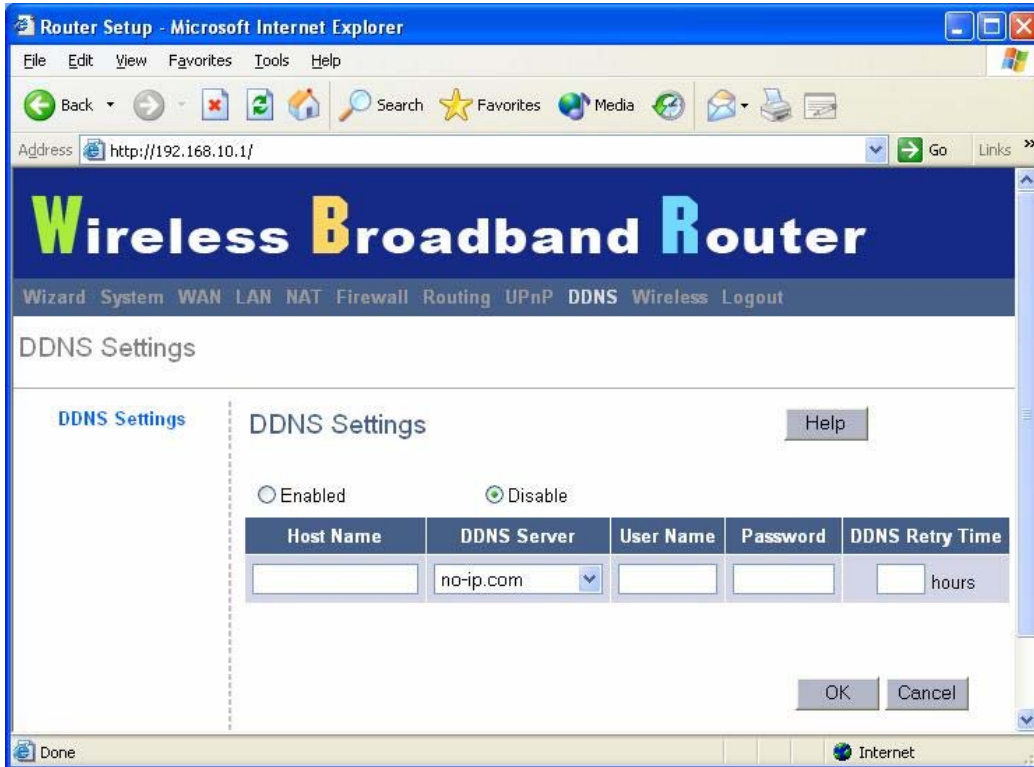 Router Setup - Microsoft Internet Explorer
File Edit View Favorites Tools Help
Back Search Favorites Media
Address http://192.168.10.1/ Go Links »
Wireless Broadband Router
Wizard System WAN LAN NAT Firewall Routing UPnP DDNS Wireless Logout
DDNS Settings
DDNS Settings
DDNS Settings Help
Enabled Disable
Host Name DDNS Server User Name Password DDNS Retry Time
no-ip.com hours
OK Cancel
Done Internet